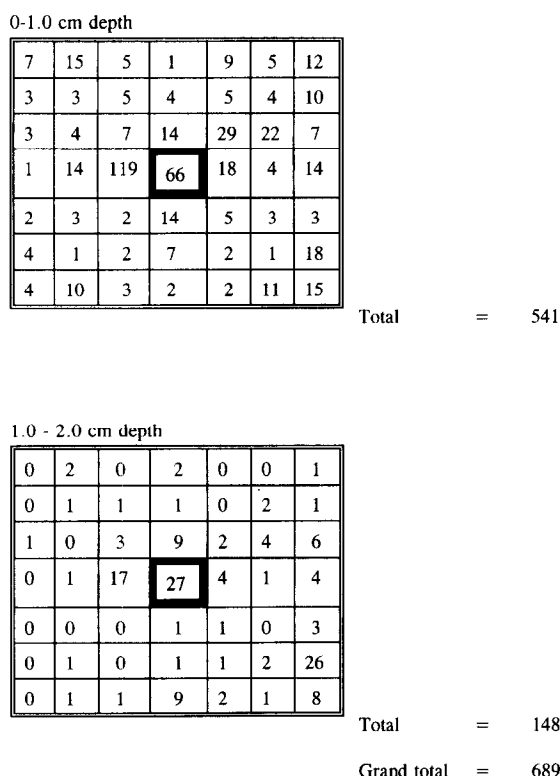 0-1.0 cm depth
7 15 5 1 9 5 12
3 3 5 4 5 4 10
3 4 7 14 29 22 7
1 14 119 66 18 4 14
2 3 2 14 5 3 3
4 1 2 7 2 1 18
4 10 3 2 2 11 15
Total = 541
1.0 - 2.0 cm depth
0 2 0 2 0 0 1
0 1 1 1 0 2 1
1 0 3 9 2 4 6
0 1 17 27 4 1 4
0 0 0 1 1 0 3
0 1 0 1 1 2 26
0 1 1 9 2 1 8
Total = 148
Grand total = 689